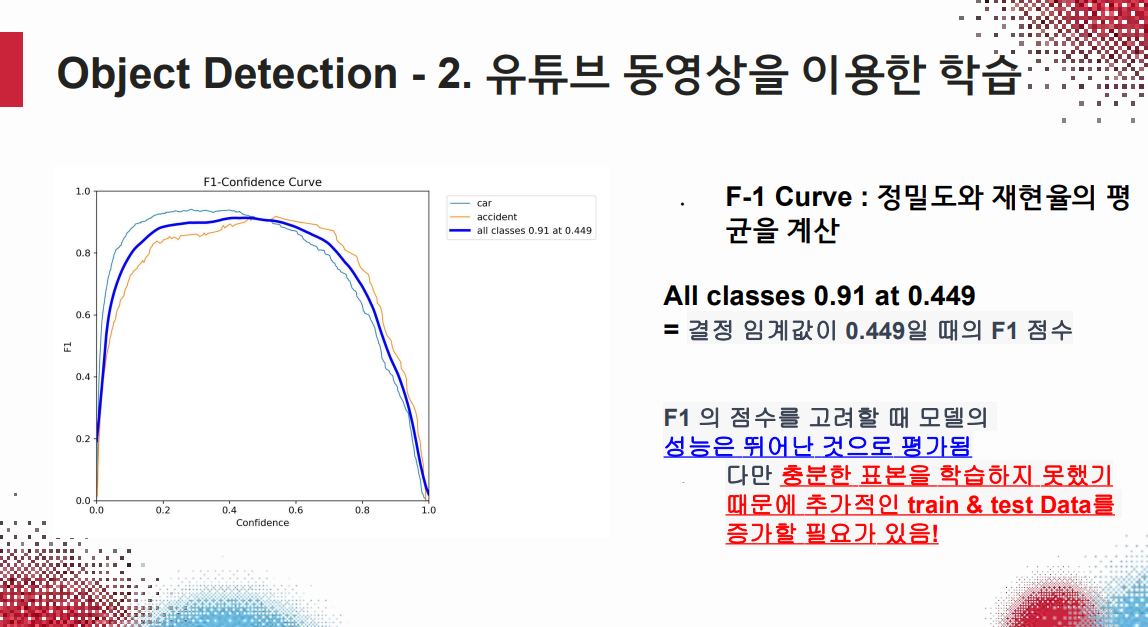 Object Detection - 2. 유튜브 동영상을 이용한 학습
F1-Confidence Curve
1.0
0.8
0.6
0.4
0.2
0.0
F1
0.0 0.2 0.4 0.6 0.8 1.0
Confidence
car
accident
all classes 0.91 at 0.449
F-1 Curve : 정밀도와 재현율의 평
균을 계산
All classes 0.91 at 0.449
= 결정 임계값이 0.449일 때의 F1 점수
F1 의 점수를 고려할 때 모델의
성능은 뛰어난 것으로 평가됨
다만 충분한 표본을 학습하지 못했기
때문에 추가적인 train & test Data를
증가할 필요가 있음!